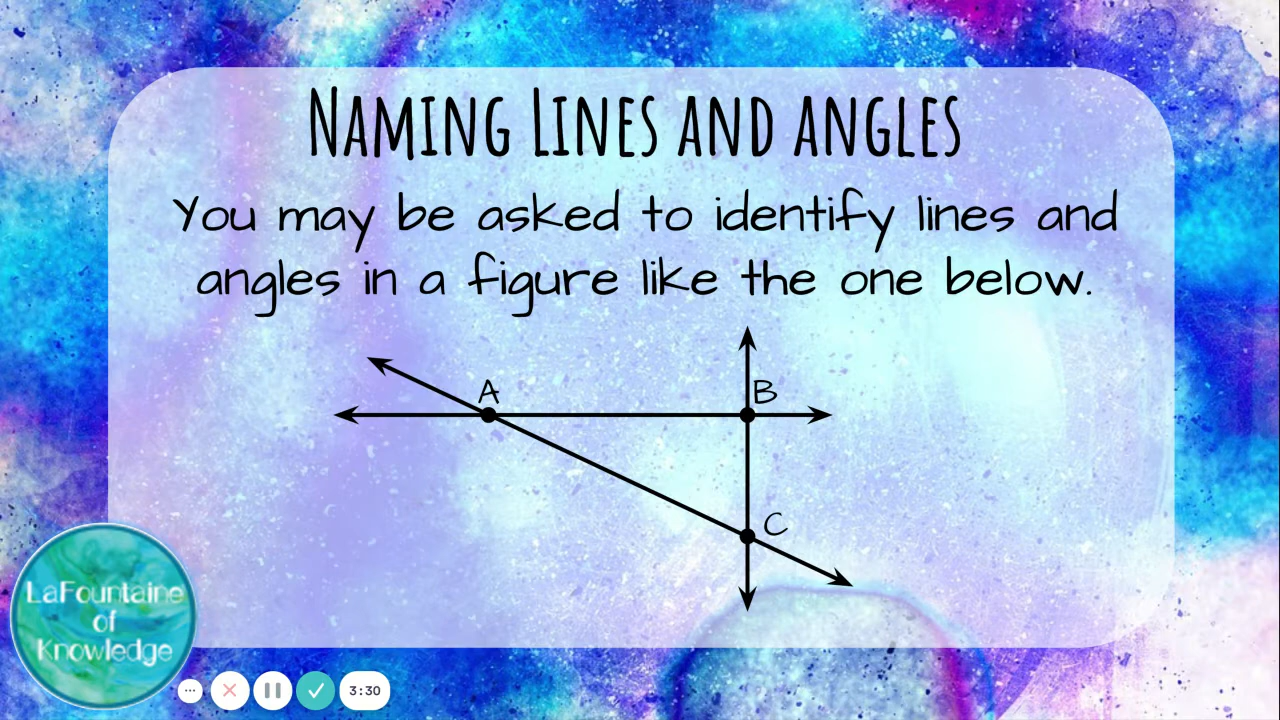 Naming Lines and angles
You may be asked to identify lines and
angles in a figure like the one below.
A
B
C
LaFountaine
of
Knowledge
3:30